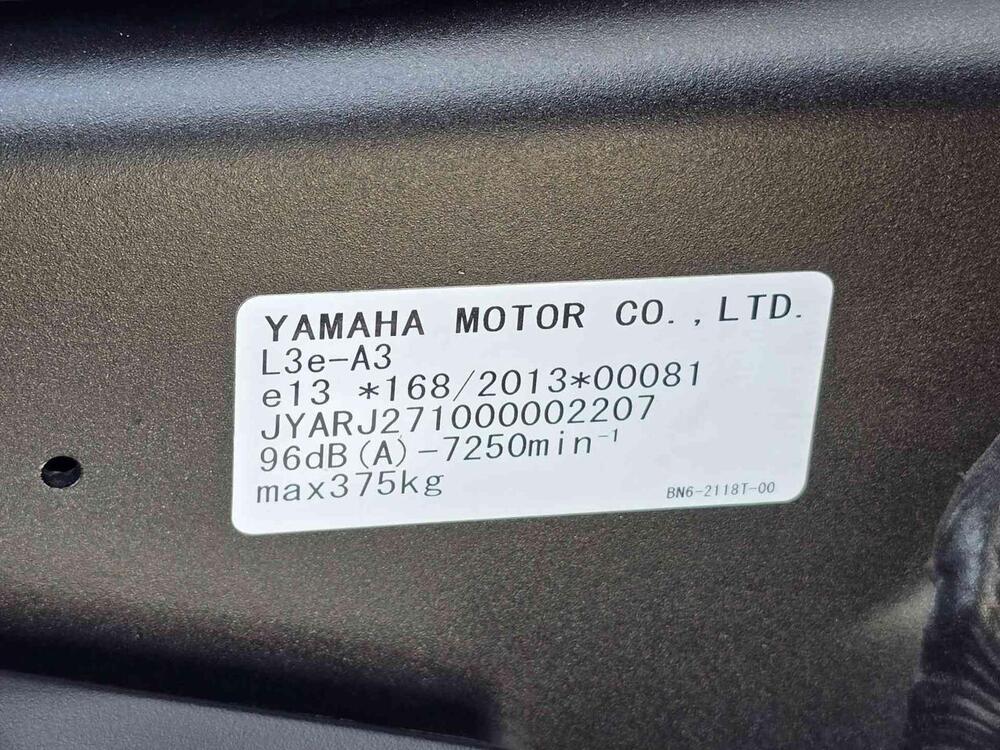 YAMAHA MOTOR CO.,LTD.
L3e-A3
e13 *168/2013*00081
JYARJ271000002207
96dB(A)-7250min⁻¹
max375kg
BN6-2118T-00